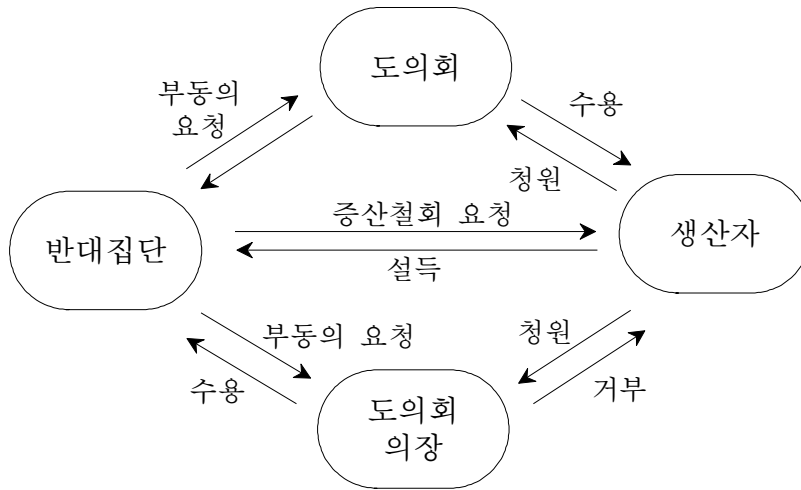 도의회
부동의
요청
수용
청원
증산철회 요청
반대집단
생산자
설득
부동의 요청
청원
수용
거부
도의회
의장